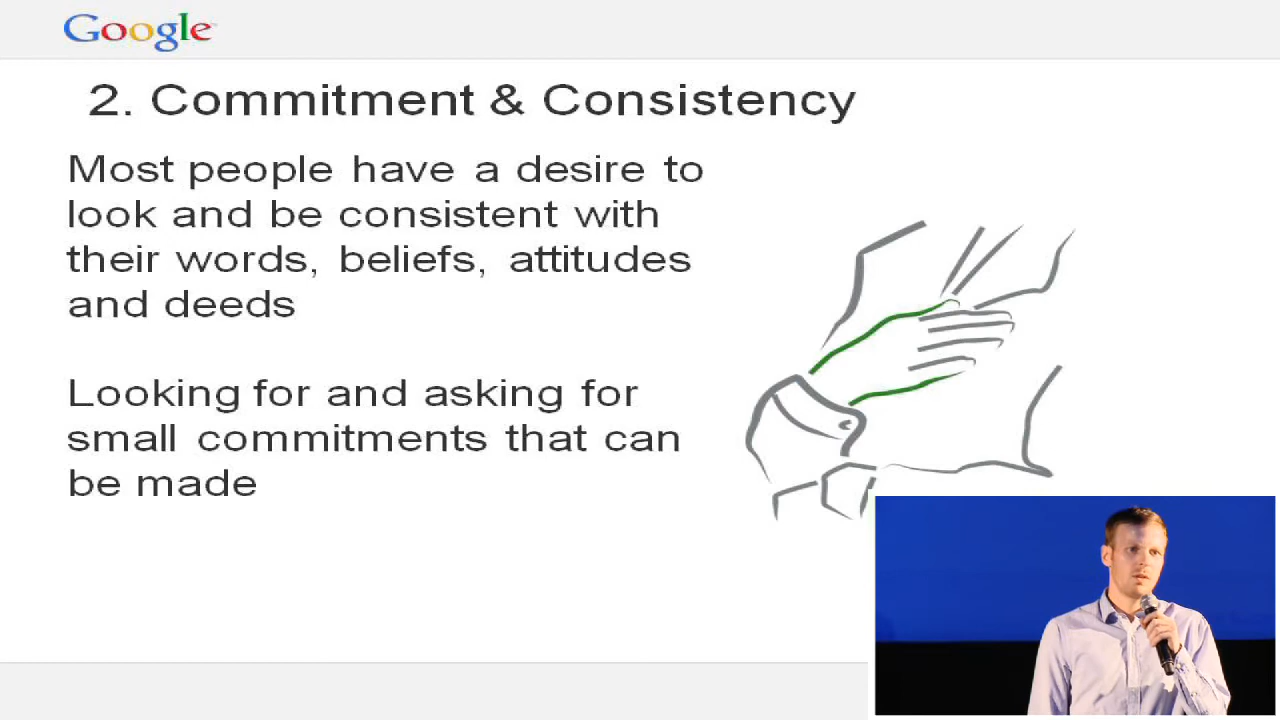 Google
2. Commitment & Consistency
Most people have a desire to
look and be consistent with
their words, beliefs, attitudes
and deeds
Looking for and asking for
small commitments that can
be made